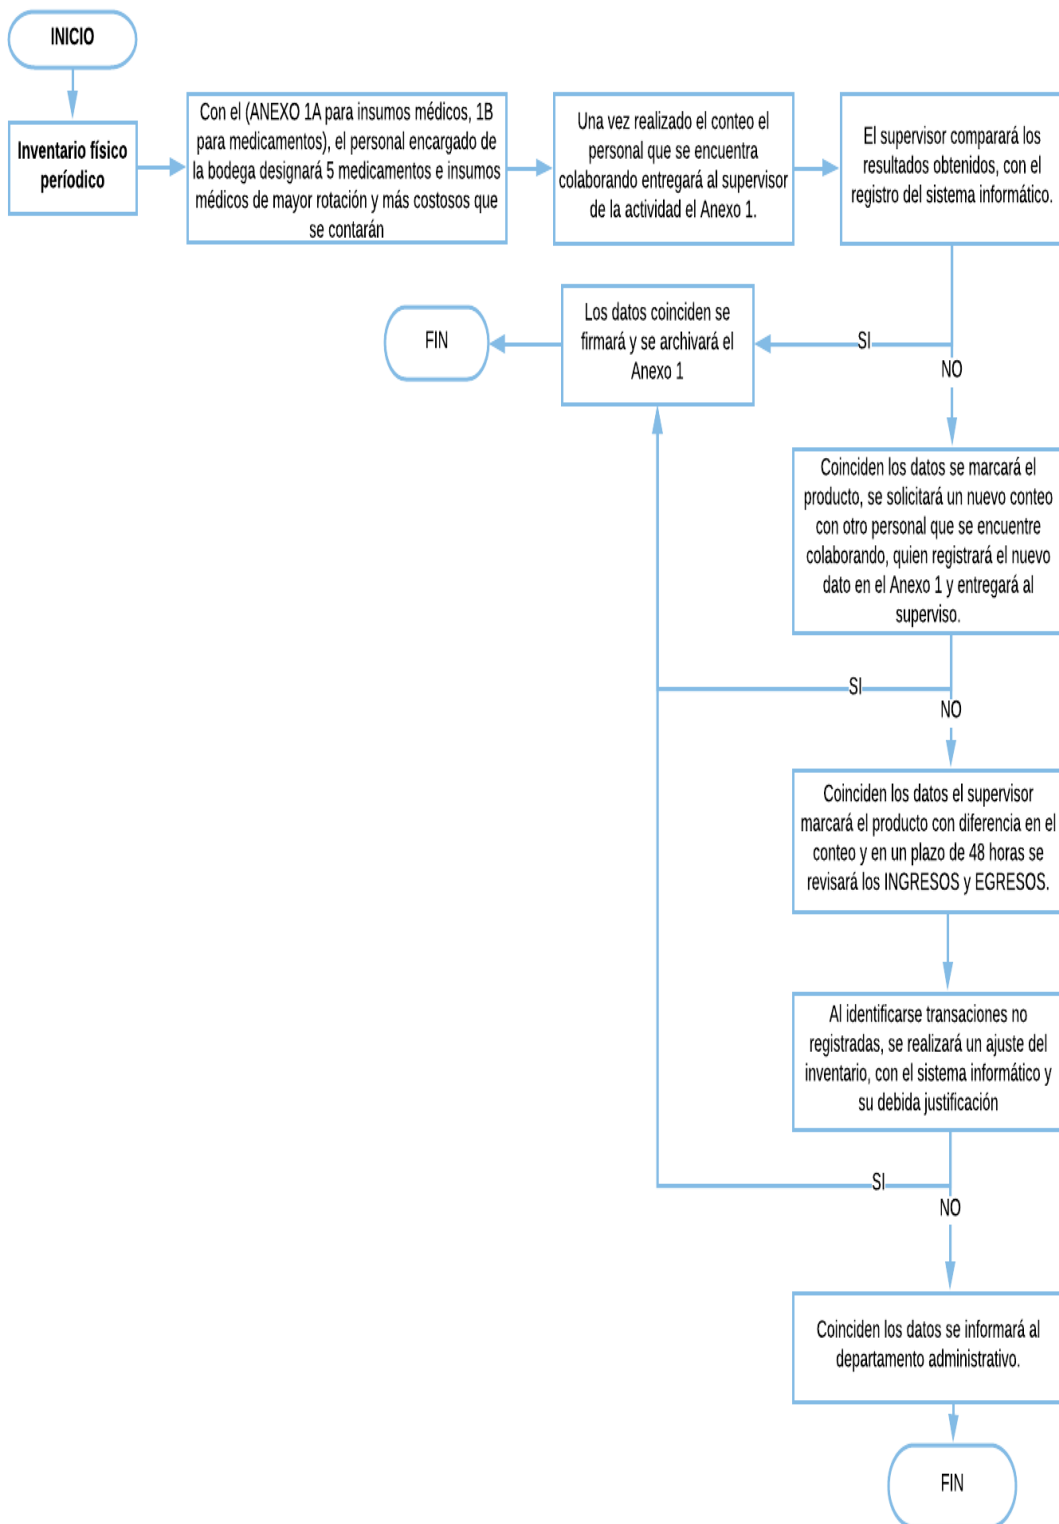 INICIO
Inventario físico
períodico
Con el (ANEXO 1A para insumos médicos, 1B
para medicamentos), el personal encargado de
la bodega designará 5 medicamentos e insumos
médicos de mayor rotación y más costosos que
se contarán
Una vez realizado el conteo el
personal que se encuentra
colaborando entregará al supervisor
de la actividad el Anexo 1.
El supervisor comparará los
resultados obtenidos, con el
registro del sistema informático.
SI
NO
Los datos coinciden se
firmará y se archivará el
Anexo 1
FIN
Coinciden los datos se marcará el
producto, se solicitará un nuevo conteo
con otro personal que se encuentre
colaborando, quien registrará el nuevo
dato en el Anexo 1 y entregará al
superviso.
SI
NO
Coinciden los datos el supervisor
marcará el producto con diferencia en el
conteo y en un plazo de 48 horas se
revisará los INGRESOS y EGRESOS.
Al identificarse transaciones no
registradas, se realizará un ajuste del
inventario, con el sistema informático y
su debida justificación
SI
NO
Coinciden los datos se informará al
departamento administrativo.
FIN